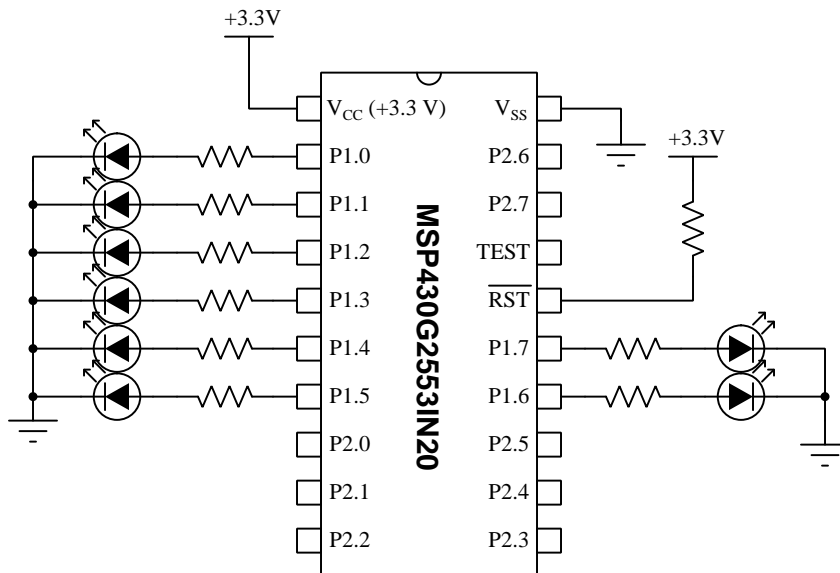 +3.3V
V_CC (+3.3 V)
V_SS
P1.0
P2.6
+3.3V
P1.1
P2.7
P1.2
TEST
P1.3
RST
P1.4
P1.7
P1.5
P1.6
P2.0
P2.5
P2.1
P2.4
P2.2
P2.3
MSP430G2553IN20